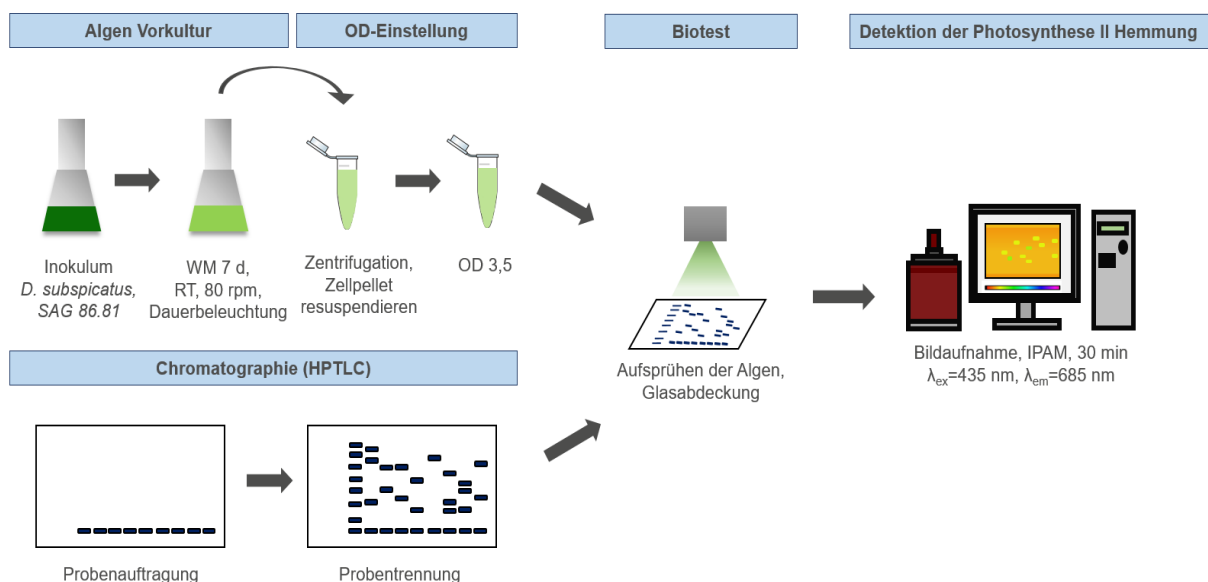 Algen Vorkultur
OD-Einstellung
Biotest
Detektion der Photosynthese II Hemmung
Inokulum
D. subspicatus,
SAG 86.81
WM 7 d,
RT, 80 rpm,
Dauerbeleuchtung
Zentrifugation,
Zellpellet
resuspendieren
OD 3,5
Aufsprühen der Algen,
Glasabdeckung
Bildaufnahme, IPAM, 30 min
λex=435 nm, λem=685 nm
Chromatographie (HPTLC)
Probenauftragung
Probentrennung